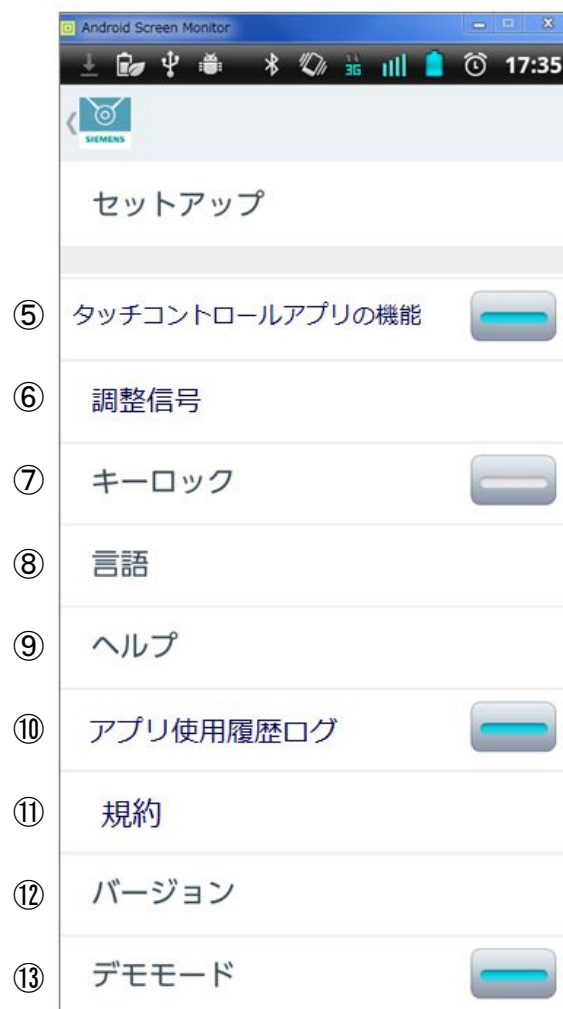 Android Screen Monitor
3G 17:35
SIEMENS
セットアップ
⑤ タッチコントロールアプリの機能
⑥ 調整信号
⑦ キーロック
⑧ 言語
⑨ ヘルプ
⑩ アプリ使用履歴ログ
⑪ 規約
⑫ バージョン
⑬ デモモード